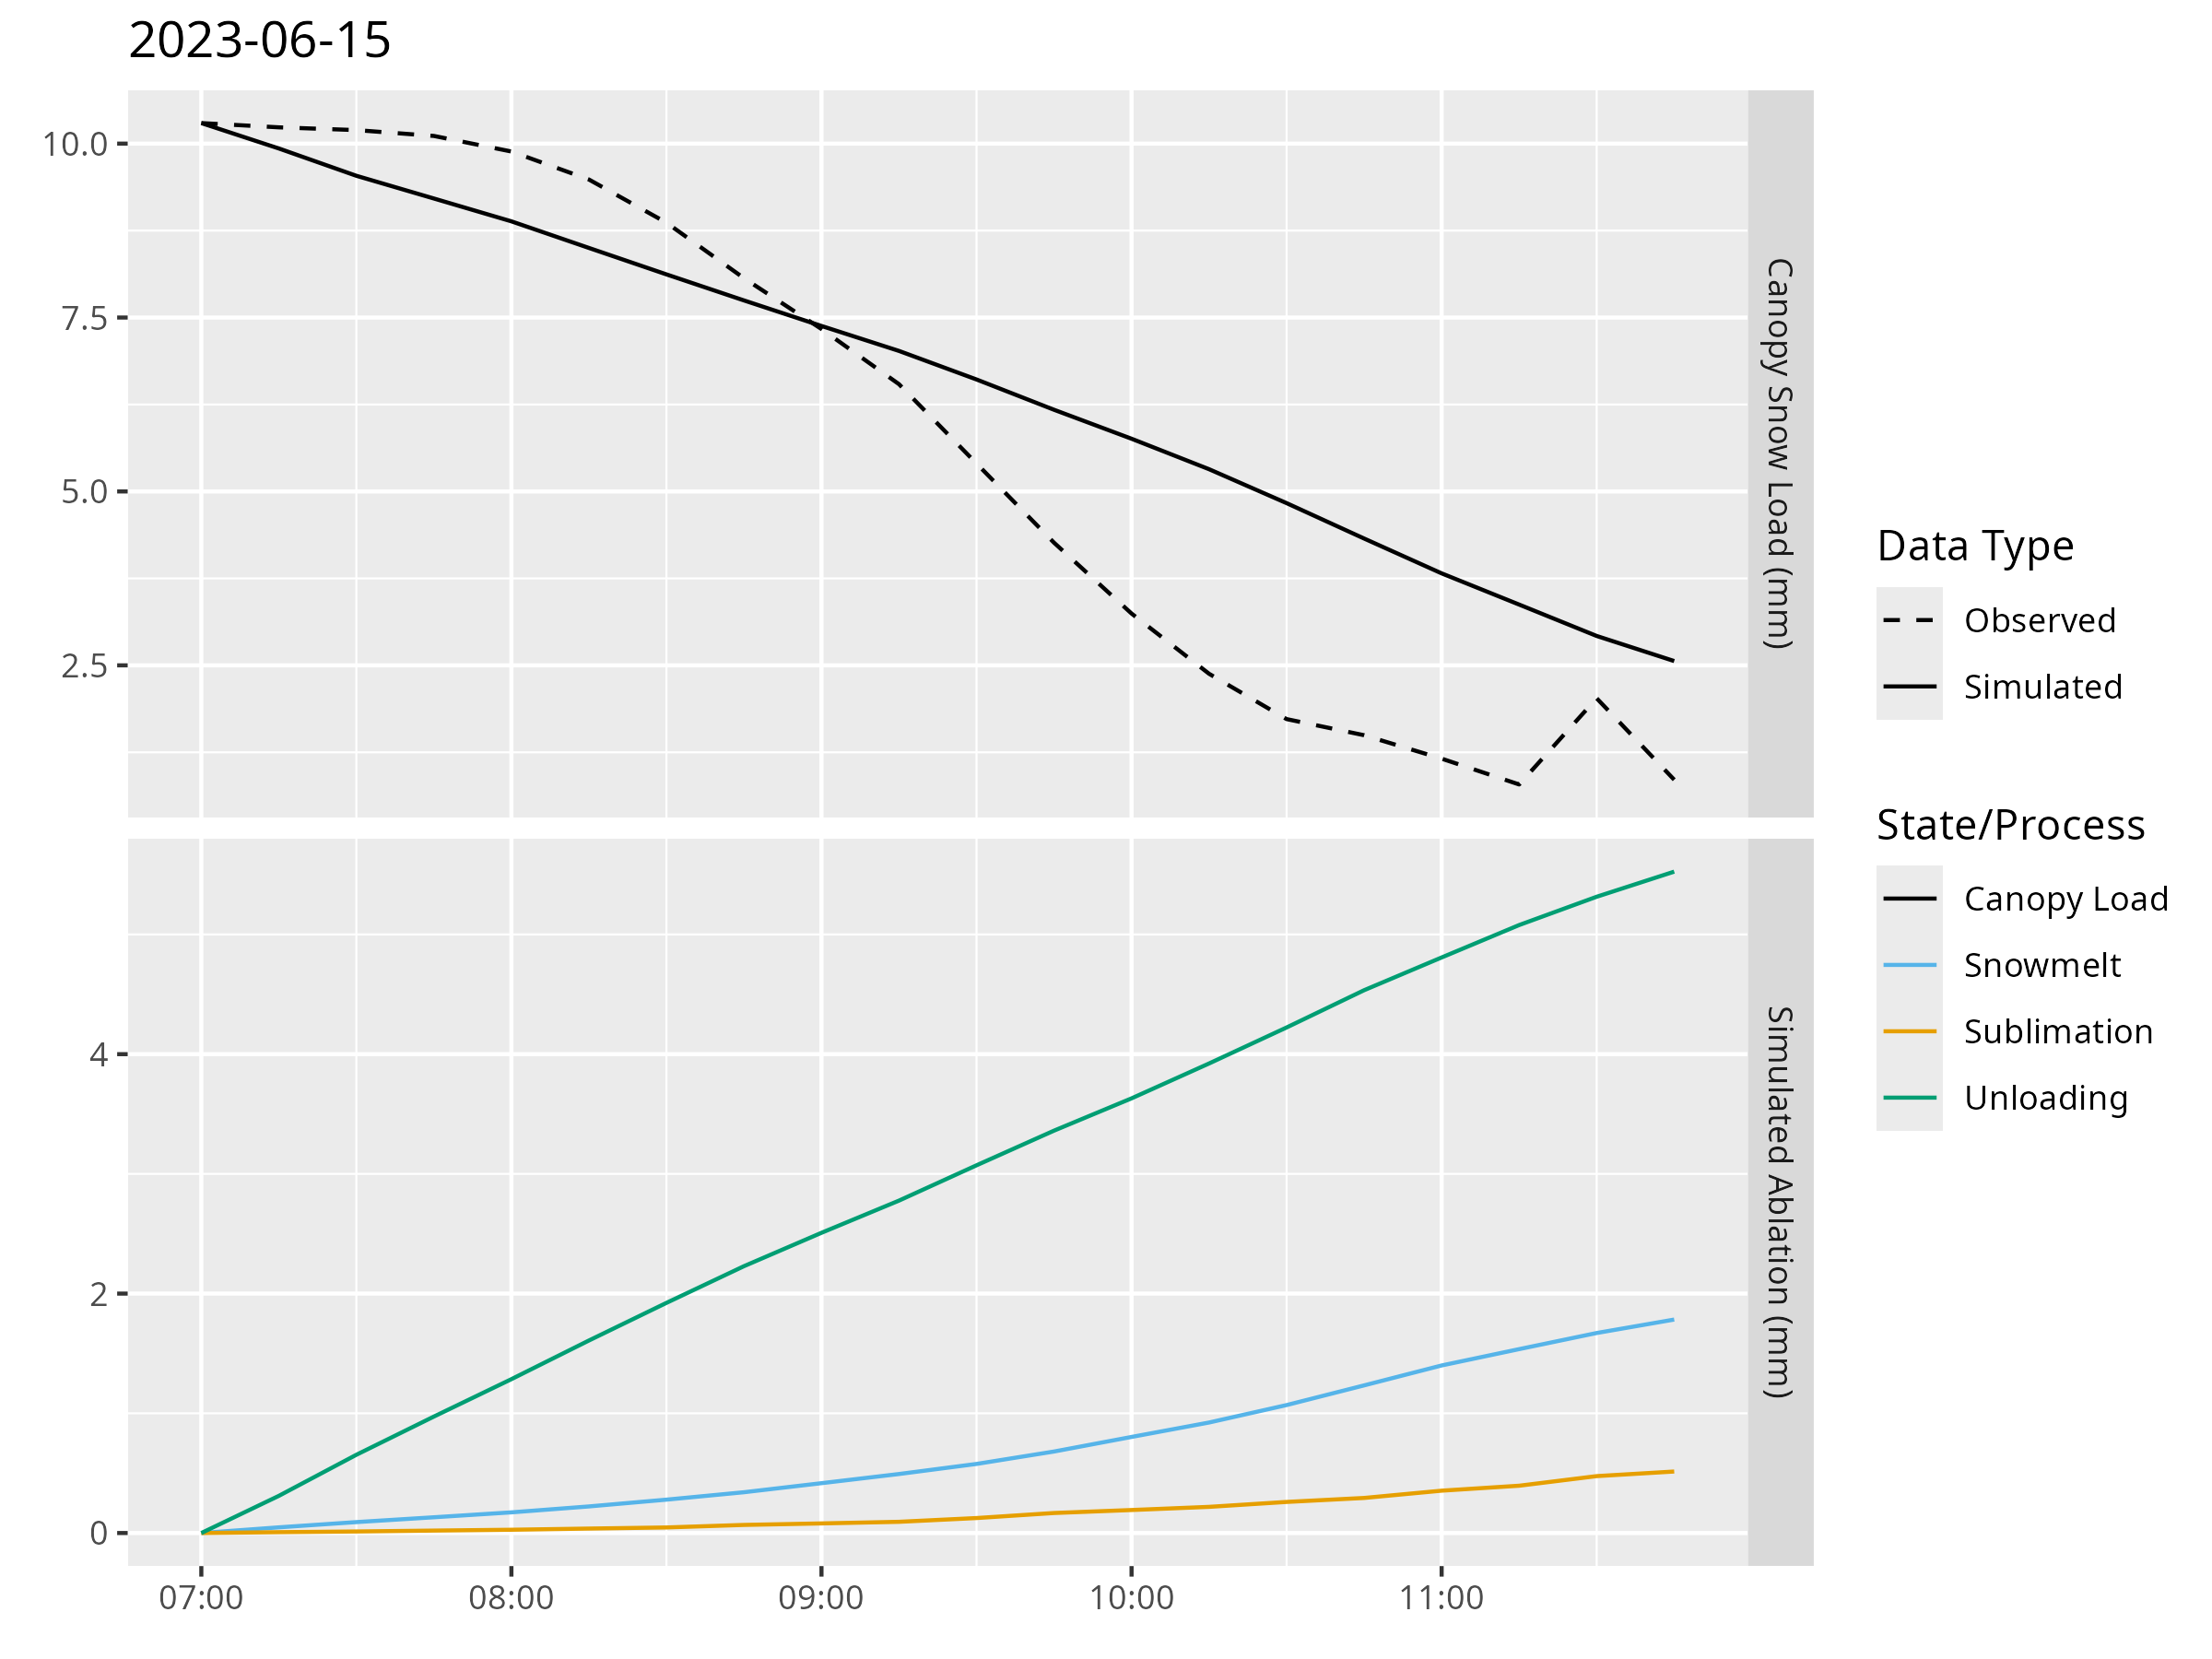 2023-06-15
10.0
7.5
5.0
2.5
Canopy Snow Load (mm)
4
2
0
Simulated Ablation (mm)
07:00
08:00
09:00
10:00
11:00
Data Type
Observed
Simulated
State/Process
Canopy Load
Snowmelt
Sublimation
Unloading